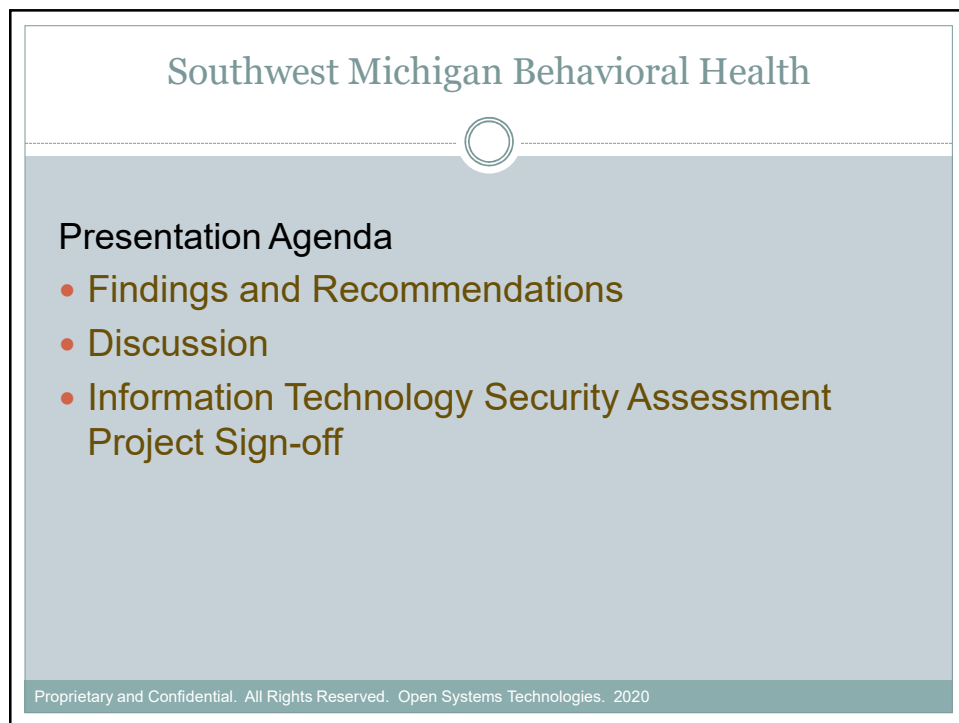 Southwest Michigan Behavioral Health
Presentation Agenda
• Findings and Recommendations
• Discussion
• Information Technology Security Assessment
Project Sign-off
Proprietary and Confidential. All Rights Reserved. Open Systems Technologies. 2020